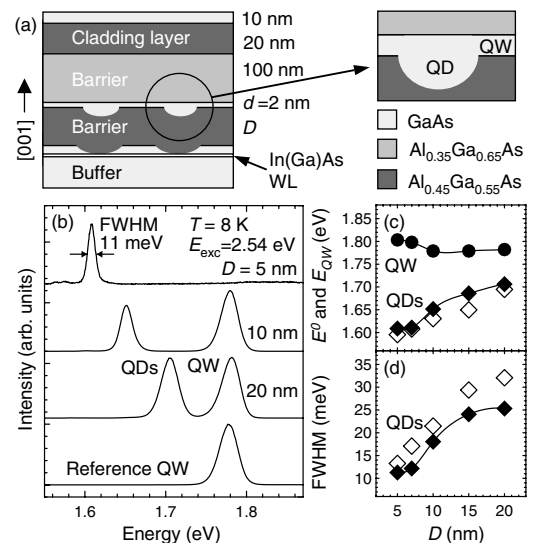 (a)
10 nm
Cladding layer
20 nm
Barrier
100 nm
d =2 nm
Barrier
D
In(Ga)As
WL
Buffer
[001]
QW
QD
GaAs
Al0.35Ga0.65As
Al0.45Ga0.55As
(b)
FWHM
11 meV
T = 8 K
Eexc=2.54 eV
D = 5 nm
10 nm
QDs
QW
20 nm
Reference QW
Intensity (arb. units)
1.6
1.7
1.8
Energy (eV)
(c)
1.85
1.80
1.75
1.70
1.65
1.60
QW
QDs
E0 and EQW (eV)
(d)
35
30
25
20
15
10
QDs
FWHM (meV)
5
10
15
20
D (nm)